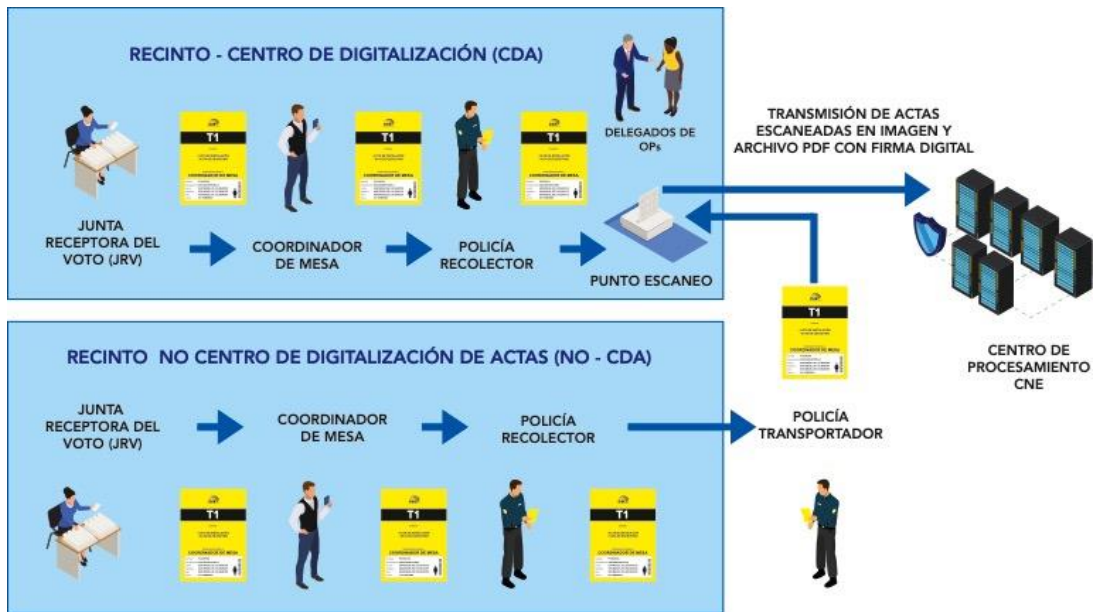 RECINTO - CENTRO DE DIGITALIZACIÓN (CDA)
T1
COORDINADOR DE MESA
T1
COORDINADOR DE MESA
T1
COORDINADOR DE MESA
DELEGADOS DE
OPs
JUNTA
RECEPTORA DEL
VOTO (JRV)
COORDINADOR
DE MESA
POLICÍA
RECOLECTOR
PUNTO ESCANEO
TRANSMISIÓN DE ACTAS
ESCANEADAS EN IMAGEN Y
ARCHIVO PDF CON FIRMA DIGITAL
CENTRO DE
PROCESAMIENTO
CNE
T1
COORDINADOR DE MESA
RECINTO NO CENTRO DE DIGITALIZACIÓN DE ACTAS (NO - CDA)
JUNTA
RECEPTORA DEL
VOTO (JRV)
COORDINADOR
DE MESA
POLICÍA
RECOLECTOR
POLICÍA
TRANSPORTADOR
T1
COORDINADOR DE MESA
T1
COORDINADOR DE MESA
T1
COORDINADOR DE MESA